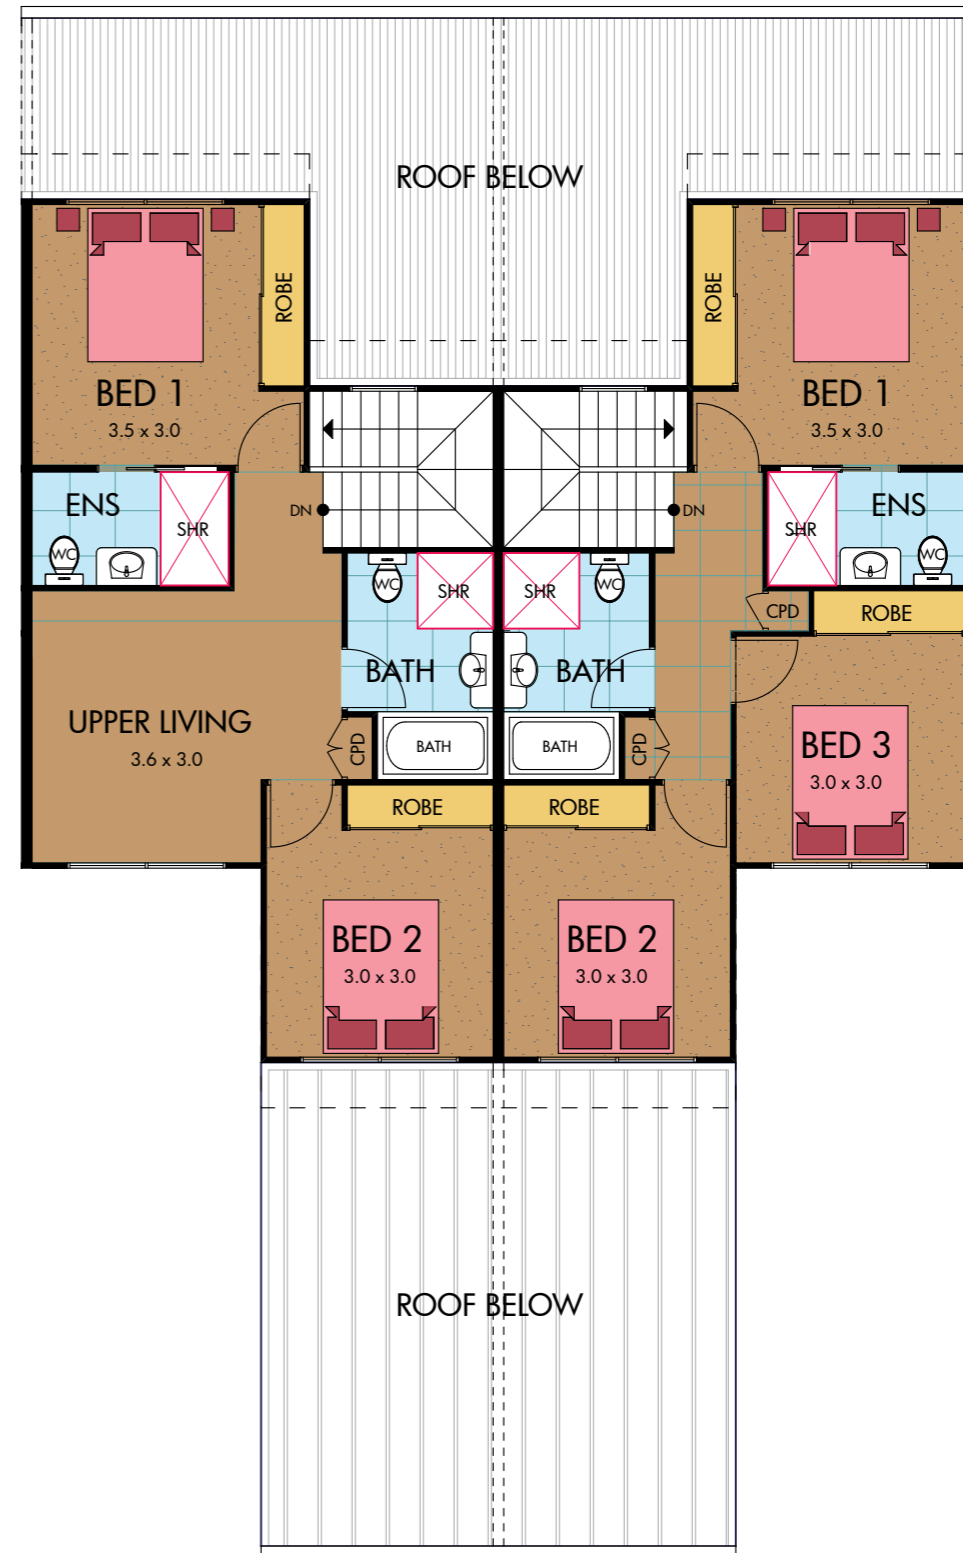 ROOF BELOW
ROBE
ROBE
BED 1
3.5 x 3.0
BED 1
3.5 x 3.0
ENS
SHR
WC
DN
DN
SHR
ENS
WC
WC
SHR
SHR
WC
CPD
ROBE
BATH
BATH
UPPER LIVING
3.6 x 3.0
CPD
BATH
BATH
CPD
BED 3
3.0 x 3.0
ROBE
ROBE
BED 2
3.0 x 3.0
BED 2
3.0 x 3.0
ROOF BELOW